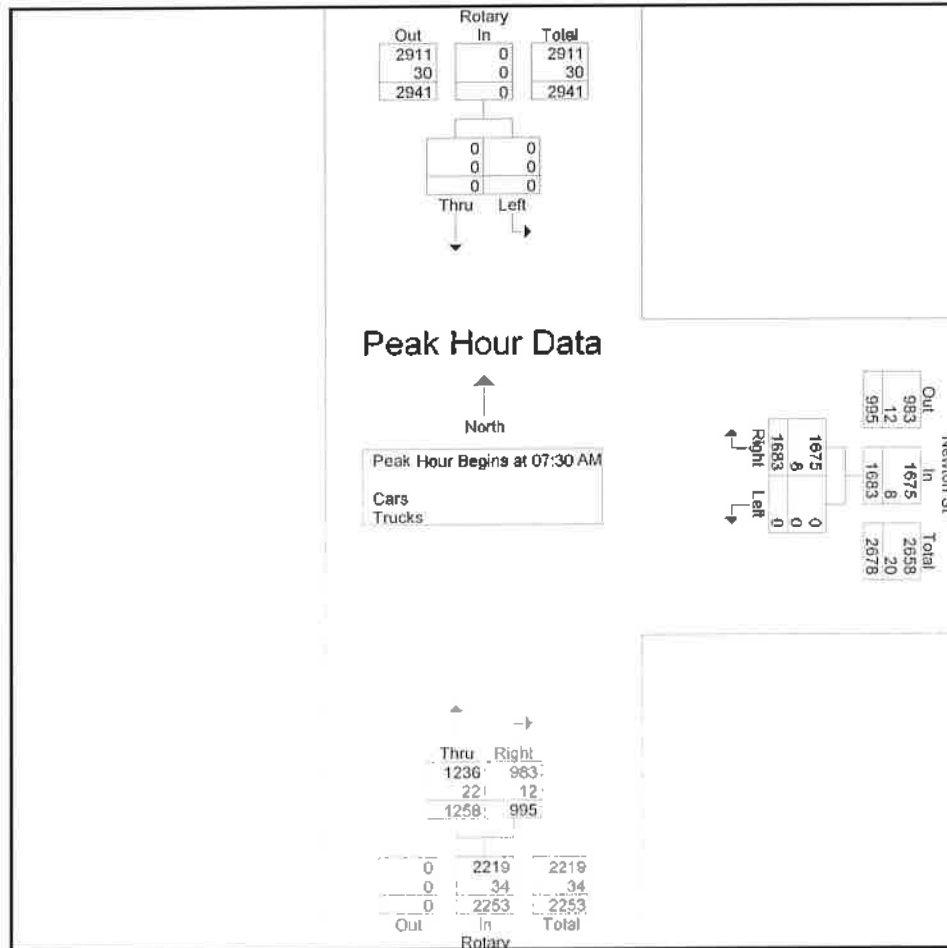 Rotary
Out In Total
2911 0 2911
30 0 30
2941 0 2941
0 0
0 0
0 0
Thru Left
Peak Hour Data
North
Peak Hour Begins at 07:30 AM
Cars
Trucks
Right Left
1675 0
8 0
1683 0
Newton St
Out In Total
983 1675 2658
12 8 20
995 1683 2678
Thru Right
1236 983
22 12
1258 995
0 2219 2219
0 34 34
0 2253 2253
Out In Total
Rotary